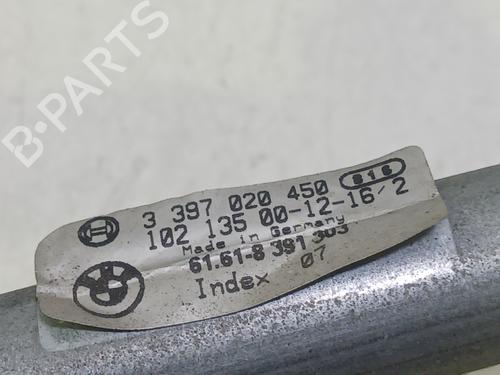 B-PARTS
3 397 020 450 816
102 135 00-12-16/2
Made in Germany
61.61-8 391 303
Index 07